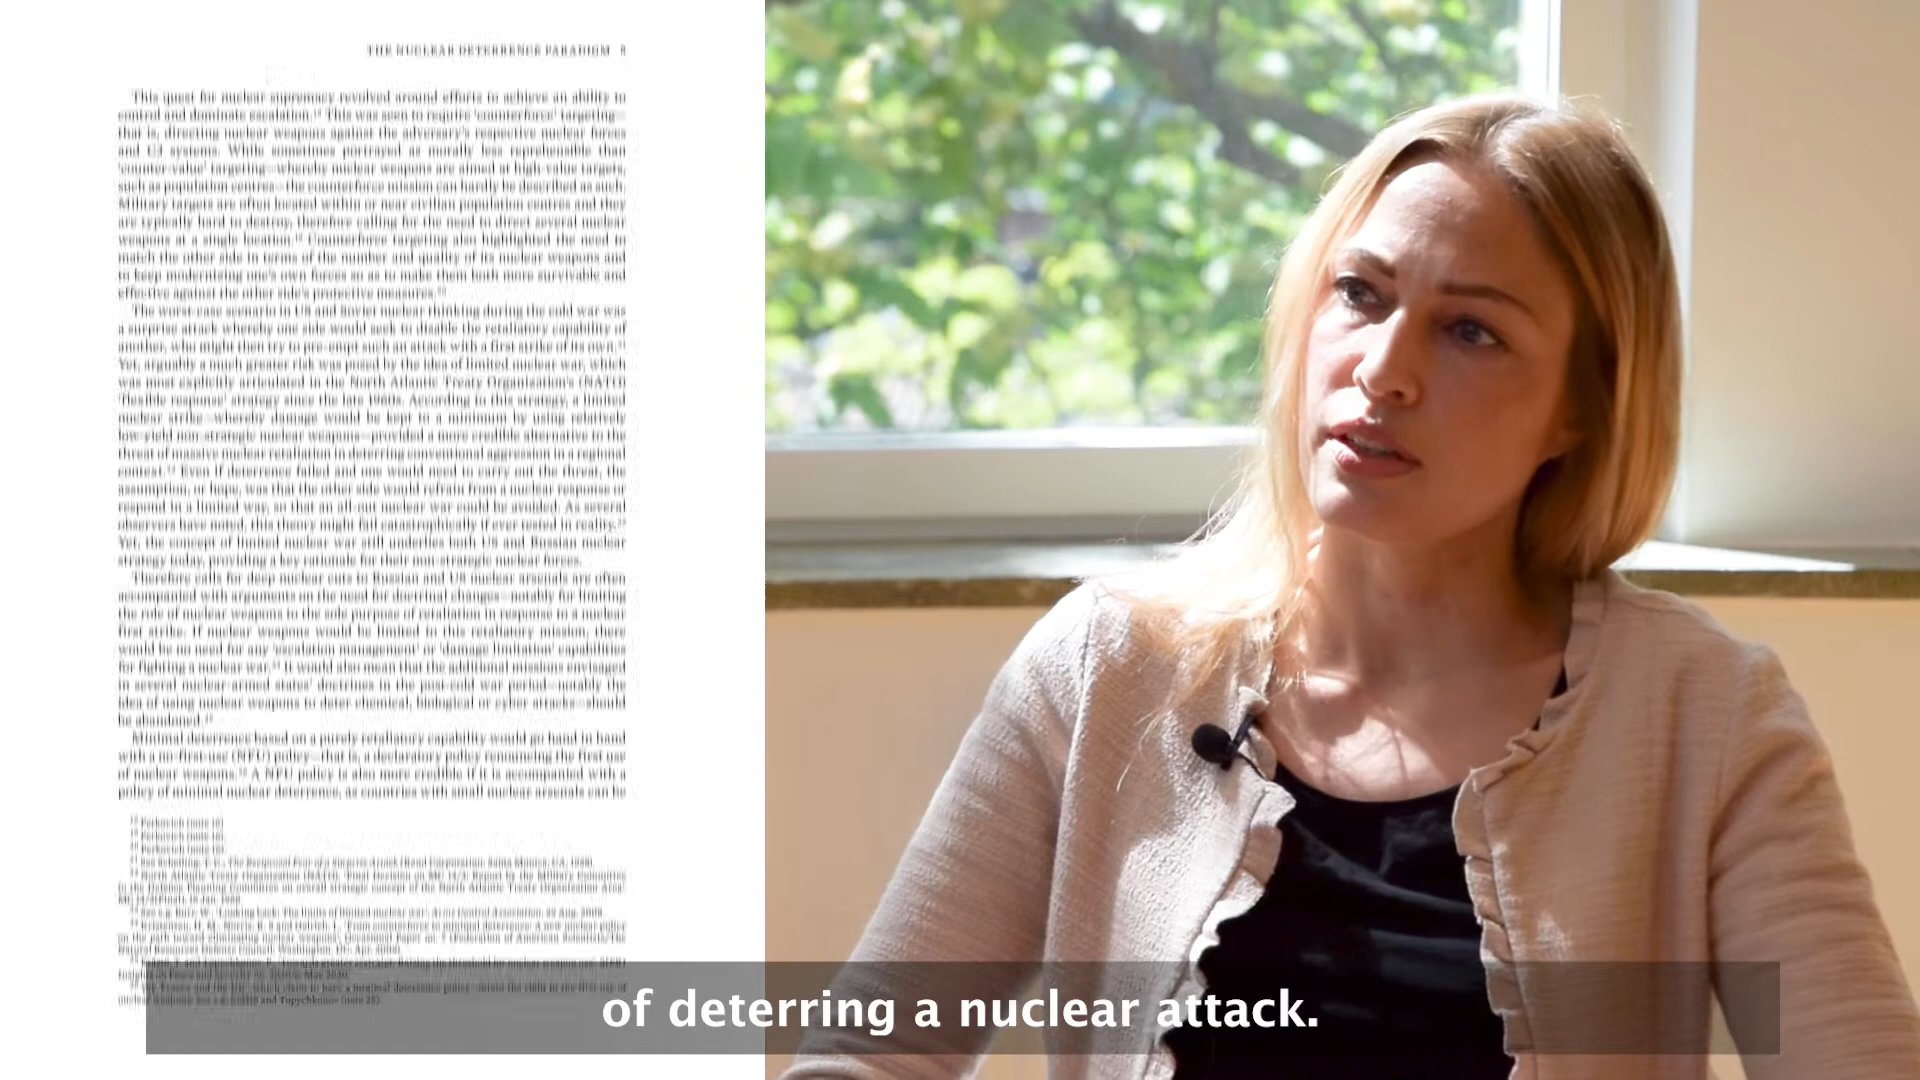 THE NUCLEAR DETERRENCE PARADIGM
This quest for nuclear supremacy revolved around efforts to achieve an ability to
control and dominate escalation. This was seen to require 'counterforce' targeting—
that is, directing nuclear weapons against the adversary's respective nuclear forces
and C3 systems. While sometimes portrayed as morally less reprehensible than
'counter-value' targeting—whereby nuclear weapons are aimed at high-value targets,
such as population centres—the counterforce mission can hardly be described as such.
Military targets are often located within or near civilian population centres and they
are typically hard to destroy, therefore calling for the need to direct several nuclear
weapons at a single location. Counterforce targeting also highlighted the need to
match the other side in terms of the number and quality of its nuclear weapons and
to keep modernizing one's own forces so as to make them both more survivable and
effective against the other side's protective measures.
The worst-case scenario in US and Soviet nuclear thinking during the cold war was
a surprise attack whereby one side would seek to disable the retaliatory capability of
another, who might then try to pre-empt such an attack with a first strike of its own.
Yet, arguably a much greater risk was posed by the idea of limited nuclear war, which
was most explicitly articulated in the North Atlantic Treaty Organization's (NATO)
'flexible response' strategy since the late 1960s. According to this strategy, a limited
nuclear strike—whereby damage would be kept to a minimum by using relatively
low-yield non-strategic nuclear weapons—provided a more credible alternative to the
threat of massive nuclear retaliation in deterring conventional aggression in a regional
context. Even if deterrence failed and one would need to carry out the threat, the
assumption, or hope, was that the other side would refrain from a nuclear response or
respond in a limited way, so that an all-out nuclear war could be avoided. As several
observers have noted, this theory might fail catastrophically if ever tested in reality.
Yet, the concept of limited nuclear war still underlies both US and Russian nuclear
strategy today, providing a key rationale for their non-strategic nuclear forces.
Therefore calls for deep nuclear cuts to Russian and US nuclear arsenals are often
accompanied with arguments on the need for doctrinal changes—notably for limiting
the role of nuclear weapons to the sole purpose of retaliation in response to a nuclear
first strike. If nuclear weapons would be limited to this retaliatory mission, there
would be no need for any 'escalation management' or 'damage limitation' capabilities
for fighting a nuclear war. It would also mean that the additional missions envisaged
in several nuclear-armed states' doctrines in the post-cold war period—notably the
idea of using nuclear weapons to deter chemical, biological or cyber attacks—should
be abandoned.
Minimal deterrence based on a purely retaliatory capability would go hand in hand
with a no-first-use (NFU) policy—that is, a declaratory policy renouncing the first use
of nuclear weapons. A NFU policy is also more credible if it is accompanied with a
policy of minimal nuclear deterrence, as countries with small nuclear arsenals can be
of deterring a nuclear attack.